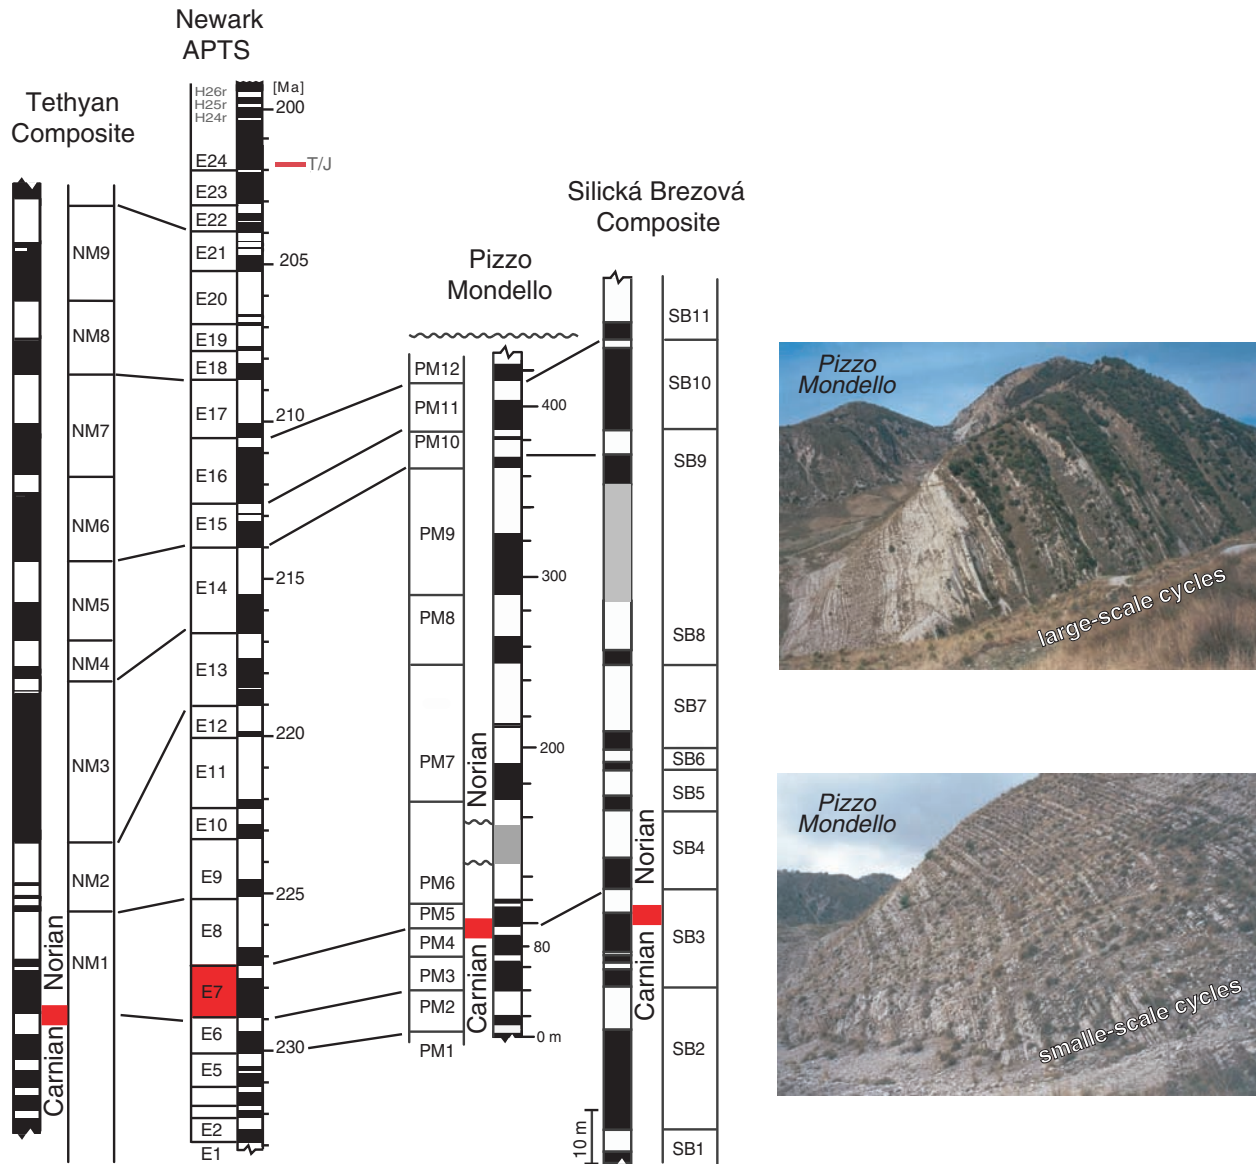 Newark
APTS
Tethyan
Composite
NM9
NM8
NM7
NM6
NM5
NM4
NM3
NM2
NM1
Norian
Carnian
H26r
H25r
H24r
E24
E23
E22
E21
E20
E19
E18
E17
E16
E15
E14
E13
E12
E11
E10
E9
E8
E7
E6
E5
E2
E1
[Ma]
200
T/J
205
210
215
220
225
230
Pizzo
Mondello
PM12
PM11
PM10
PM9
PM8
PM7
PM6
PM5
PM4
PM3
PM2
PM1
Norian
Carnian
400
300
200
80
0 m
Silická Brezová
Composite
Norian
Carnian
10 m
SB11
SB10
SB9
SB8
SB7
SB6
SB5
SB4
SB3
SB2
SB1
Pizzo
Mondello
large-scale cycles
Pizzo
Mondello
smalle-scale cycles